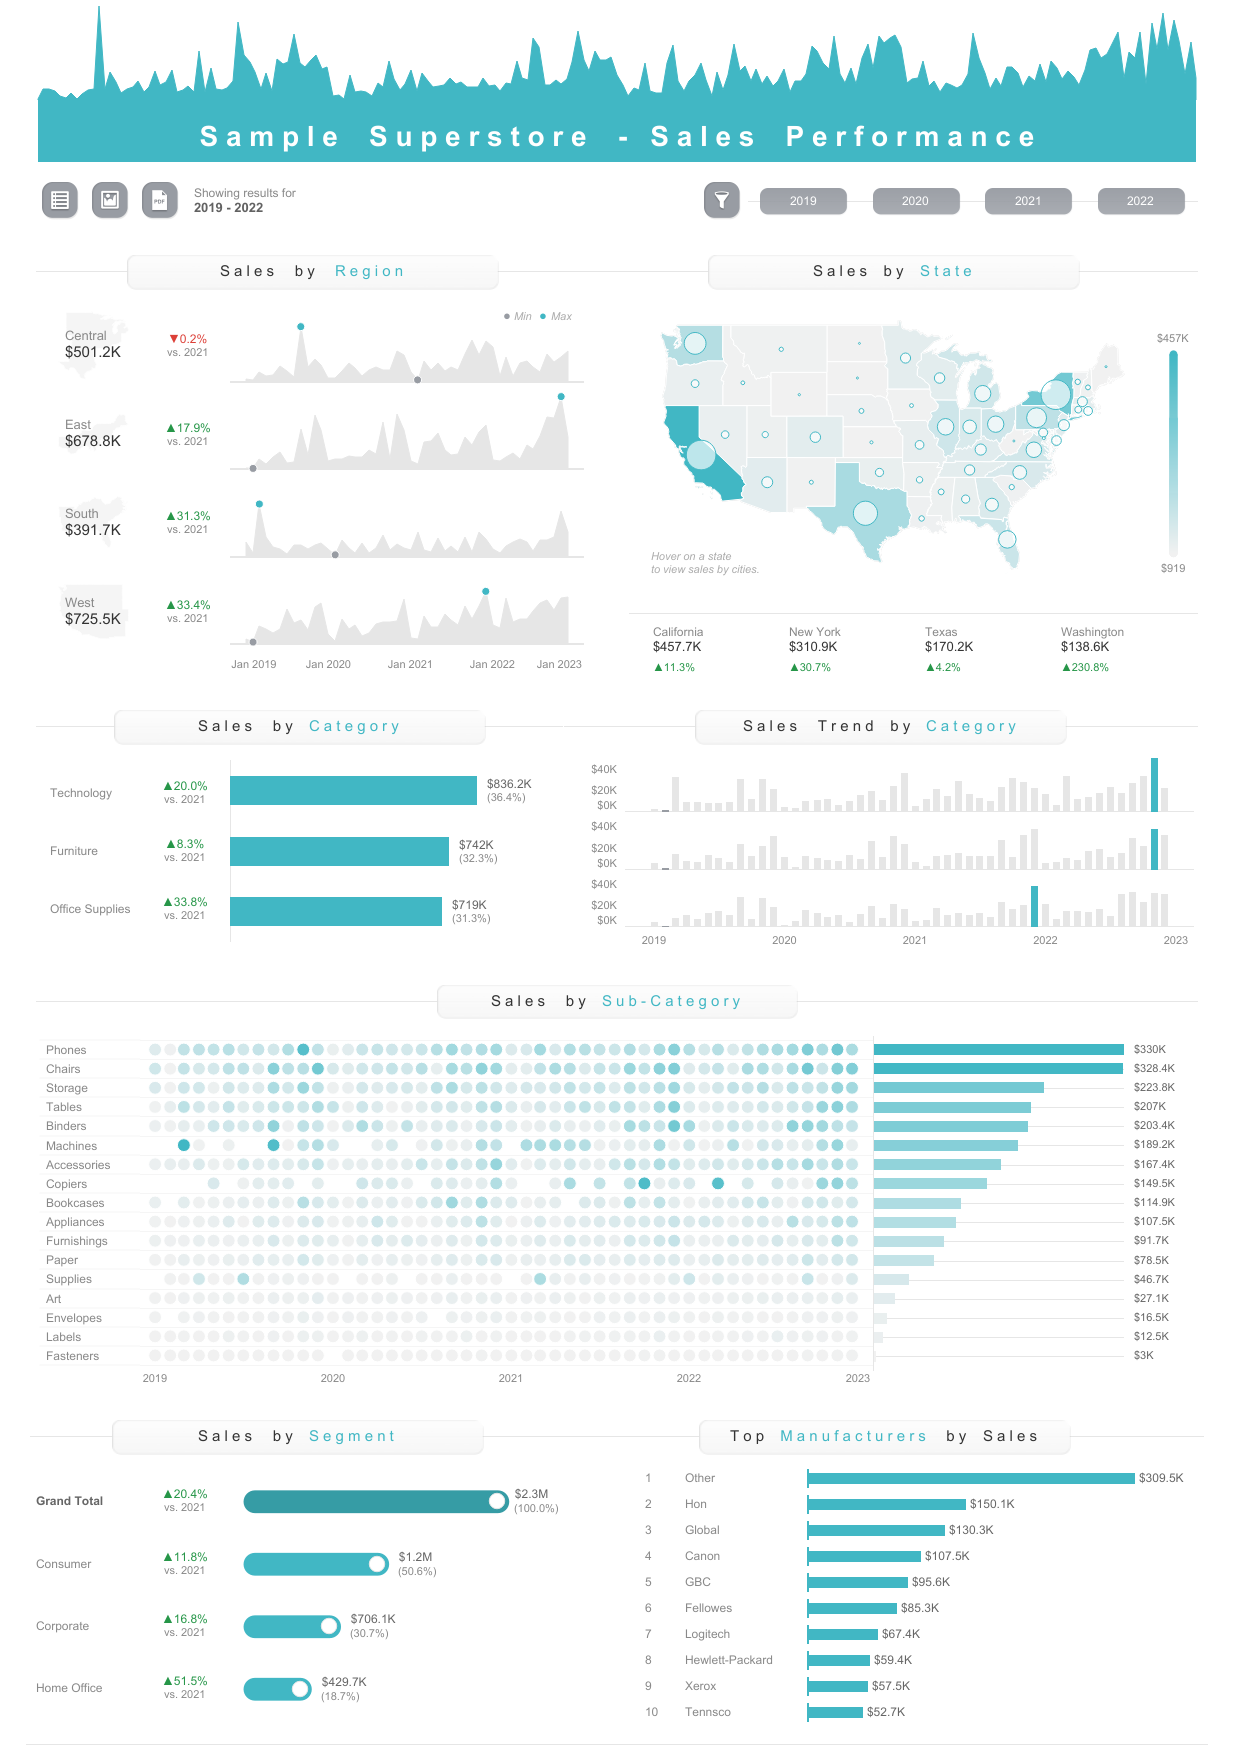 Sample Superstore - Sales Performance
PDF
Showing results for
2019 - 2022
2019 2020 2021 2022
Sales by Region
Min Max
Central
$501.2K
▼0.2%
vs. 2021
East
$678.8K
▲17.9%
vs. 2021
South
$391.7K
▲31.3%
vs. 2021
West
$725.5K
▲33.4%
vs. 2021
Jan 2019 Jan 2020 Jan 2021 Jan 2022 Jan 2023
Sales by State
$457K
$919
Hover on a state
to view sales by cities.
California
$457.7K
▲11.3%
New York
$310.9K
▲30.7%
Texas
$170.2K
▲4.2%
Washington
$138.6K
▲230.8%
Sales by Category
Technology
▲20.0%
vs. 2021
$836.2K
(36.4%)
Furniture
▲8.3%
vs. 2021
$742K
(32.3%)
Office Supplies
▲33.8%
vs. 2021
$719K
(31.3%)
Sales Trend by Category
$40K
$20K
$0K
$40K
$20K
$0K
$40K
$20K
$0K
2019 2020 2021 2022 2023
Sales by Sub-Category
Phones $330K
Chairs $328.4K
Storage $223.8K
Tables $207K
Binders $203.4K
Machines $189.2K
Accessories $167.4K
Copiers $149.5K
Bookcases $114.9K
Appliances $107.5K
Furnishings $91.7K
Paper $78.5K
Supplies $46.7K
Art $27.1K
Envelopes $16.5K
Labels $12.5K
Fasteners $3K
2019 2020 2021 2022 2023
Sales by Segment
Grand Total
▲20.4%
vs. 2021
$2.3M
(100.0%)
Consumer
▲11.8%
vs. 2021
$1.2M
(50.6%)
Corporate
▲16.8%
vs. 2021
$706.1K
(30.7%)
Home Office
▲51.5%
vs. 2021
$429.7K
(18.7%)
Top Manufacturers by Sales
1 Other $309.5K
2 Hon $150.1K
3 Global $130.3K
4 Canon $107.5K
5 GBC $95.6K
6 Fellowes $85.3K
7 Logitech $67.4K
8 Hewlett-Packard $59.4K
9 Xerox $57.5K
10 Tennsco $52.7K